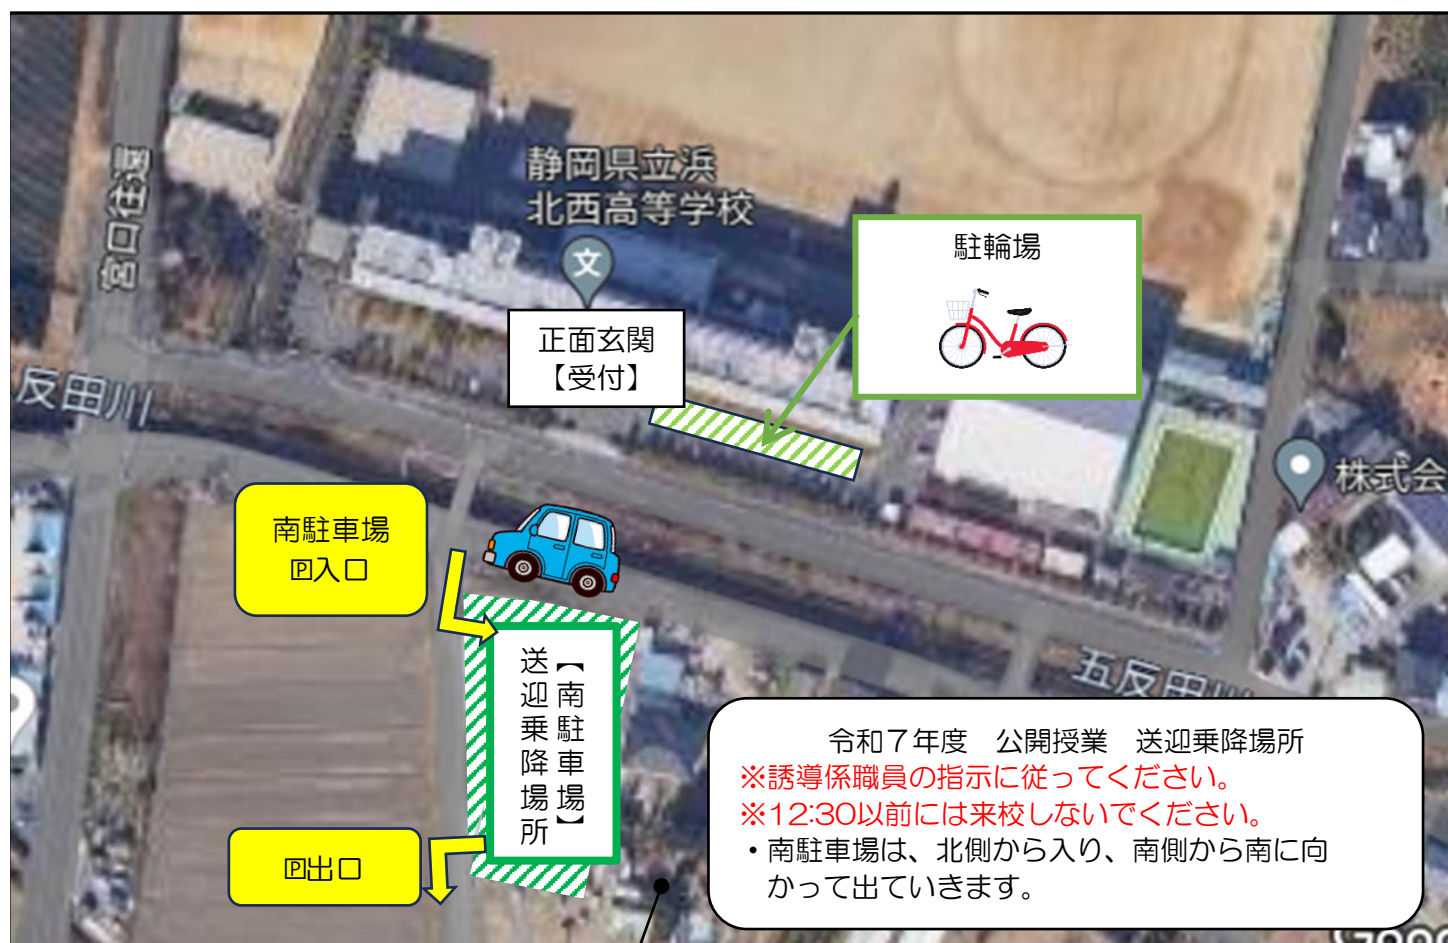 静岡県立浜
北西高等学校
文
宮口往還
駐輪場
正面玄関
【受付】
反田川
株式会
南駐車場
🄿入口
【南駐車場】
送迎乗降場所
五反田川
🄿出口
令和７年度　公開授業　送迎乗降場所
※誘導係職員の指示に従ってください。
※12:30以前には来校しないでください。
・南駐車場は、北側から入り、南側から南に向
かって出ていきます。